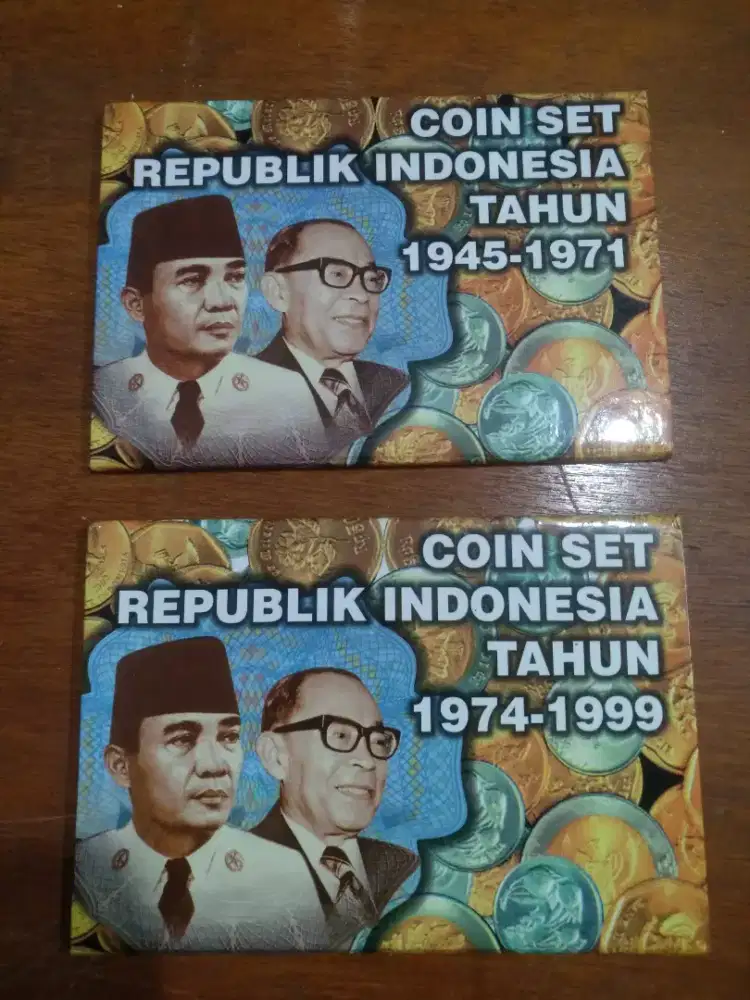 COIN SET
REPUBLIK INDONESIA
TAHUN
1945-1971
COIN SET
REPUBLIK INDONESIA
TAHUN
1974-1999